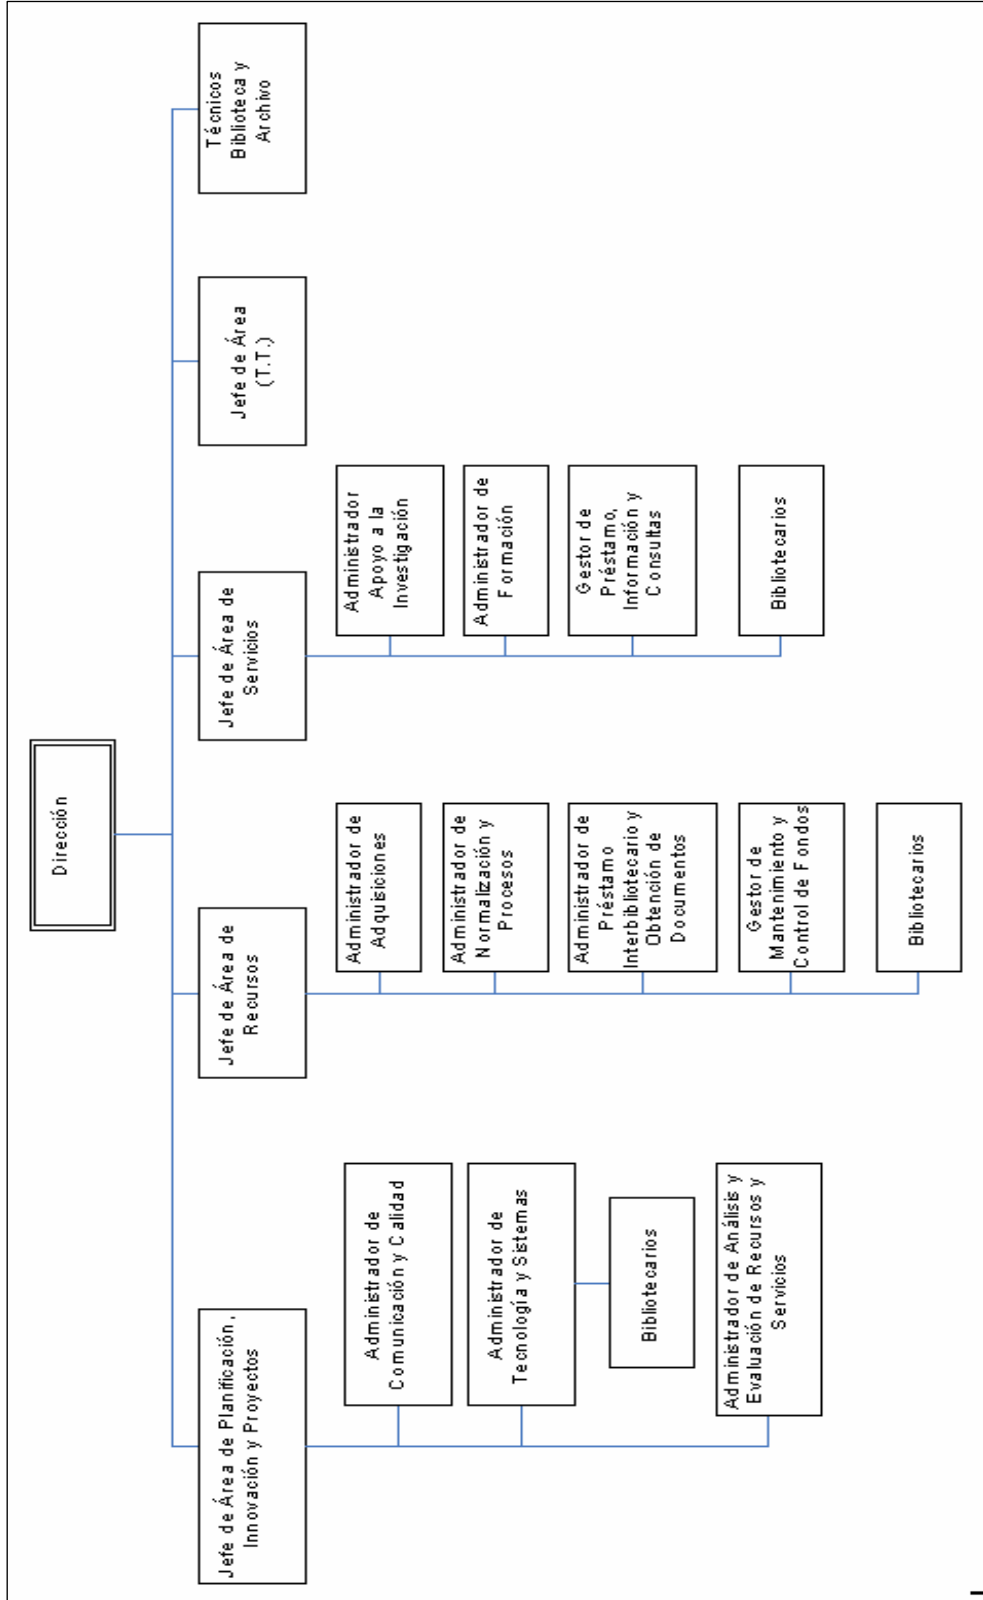 Dirección
Jefe de Área de Planificación,
Innovación y Proyectos
Jefe de Área de
Recursos
Jefe de Área de
Servicios
Jefe de Área
(T.T.)
Técnicos
Biblioteca y
Archivo
Administrador de
Comunicación y Calidad
Administrador de
Tecnología y Sistemas
Bibliotecarios
Administrador de Análisis y
Evaluación de Recursos y
Servicios
Administrador de
Adquisiciones
Administrador de
Normalización y
Procesos
Administrador de
Préstamo
Interbibliotecario y
Obtención de
Documentos
Gestor de
Mantenimiento y
Control de Fondos
Bibliotecarios
Administrador
Apoyo a la
Investigación
Administrador de
Formación
Gestor de
Préstamo,
Información y
Consultas
Bibliotecarios